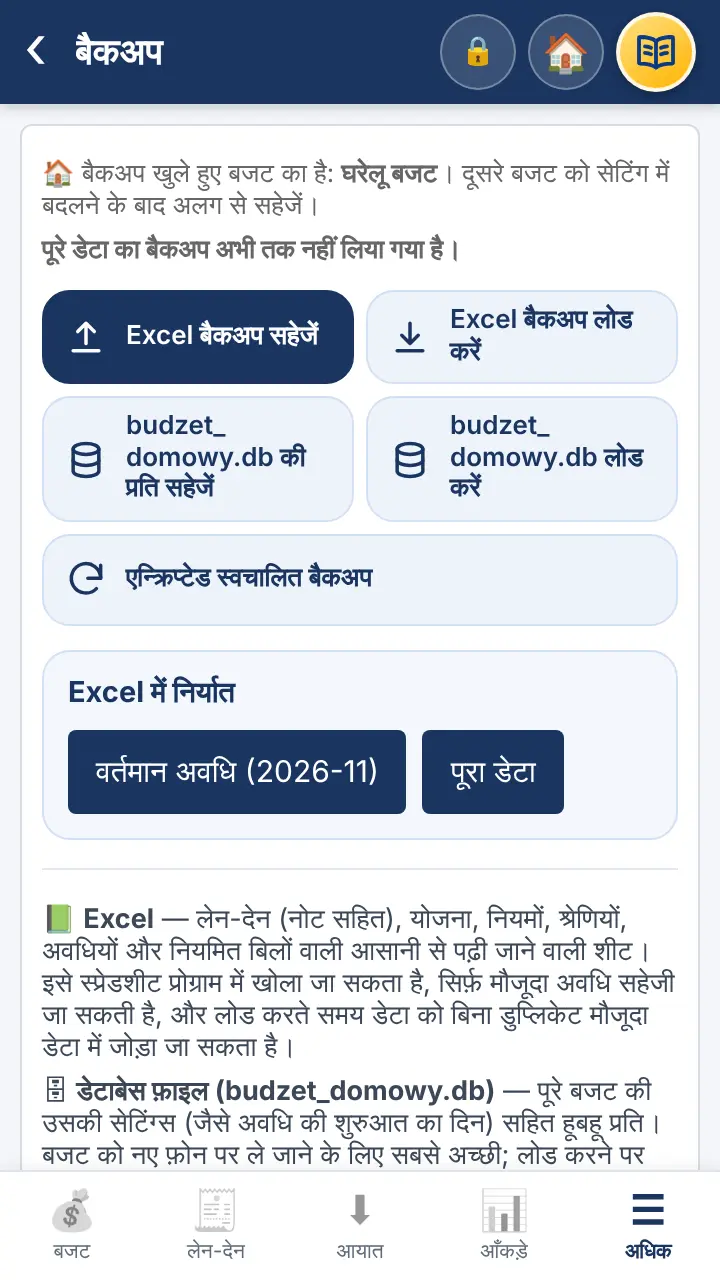 बैकअप
🏠 बैकअप खुले हुए बजट का है: घरेलू बजट। दूसरे बजट को सेटिंग में
बदलने के बाद अलग से सहेजें।
पूरे डेटा का बैकअप अभी तक नहीं लिया गया है।
Excel बैकअप सहेजें
Excel बैकअप लोड
करें
budzet_
domowy.db की
प्रति सहेजें
budzet_
domowy.db लोड
करें
एन्क्रिप्टेड स्वचालित बैकअप
Excel में निर्यात
वर्तमान अवधि (2026-11)
पूरा डेटा
📗 Excel — लेन-देन (नोट सहित), योजना, नियमों, श्रेणियों,
अवधियों और नियमित बिलों वाली आसानी से पढ़ी जाने वाली शीट।
इसे स्प्रेडशीट प्रोग्राम में खोला जा सकता है, सिर्फ़ मौजूदा अवधि सहेजी
जा सकती है, और लोड करते समय डेटा को बिना डुप्लिकेट मौजूदा
डेटा में जोड़ा जा सकता है।
🗄 डेटाबेस फ़ाइल (budzet_domowy.db) — पूरे बजट की
उसकी सेटिंग्स (जैसे अवधि की शुरुआत का दिन) सहित हूबहू प्रति।
बजट को नए फ़ोन पर ले जाने के लिए सबसे अच्छी; लोड करने पर
बजट
लेन-देन
आयात
आँकड़े
अधिक